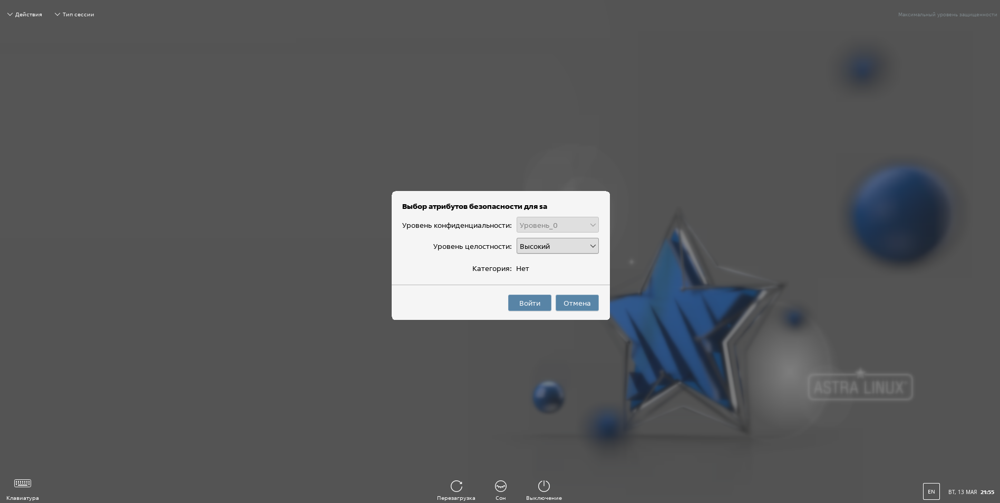 Действия Тип сессии Максимальный уровень защищенности
Выбор атрибутов безопасности для sa
Уровень конфиденциальности: Уровень_0
Уровень целостности: Высокий
Категория: Нет
Войти Отмена
ASTRA LINUX
Клавиатура Перезагрузка Сон Выключение EN ВТ, 13 МАЯ 21:55